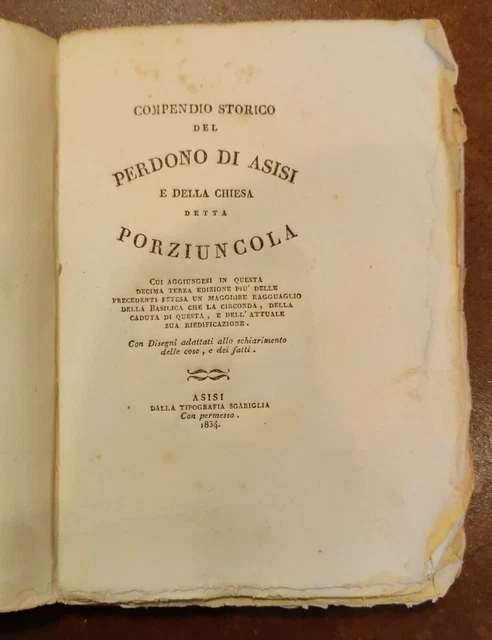 COMPENDIO STORICO
DEL
PERDONO DI ASISI
E DELLA CHIESA
DETTA
PORZIUNCOLA
CUI AGGIUNGESI IN QUESTA
DECIMA TERZA EDIZIONE PIU' DELLE
PRECEDENTI ESTESA UN MAGGIORE RAGGUAGLIO
DELLA BASILICA CHE LA CIRCONDA, DELLA
CADUTA DI QUESTA, E DELL' ATTUALE
SUA RIEDIFICAZIONE.
Con Disegni adattati allo schiarimento
delle cose, e dei fatti.
ASISI
DALLA TIPOGRAFIA SGARIGLIA
Con permesso.
1834.